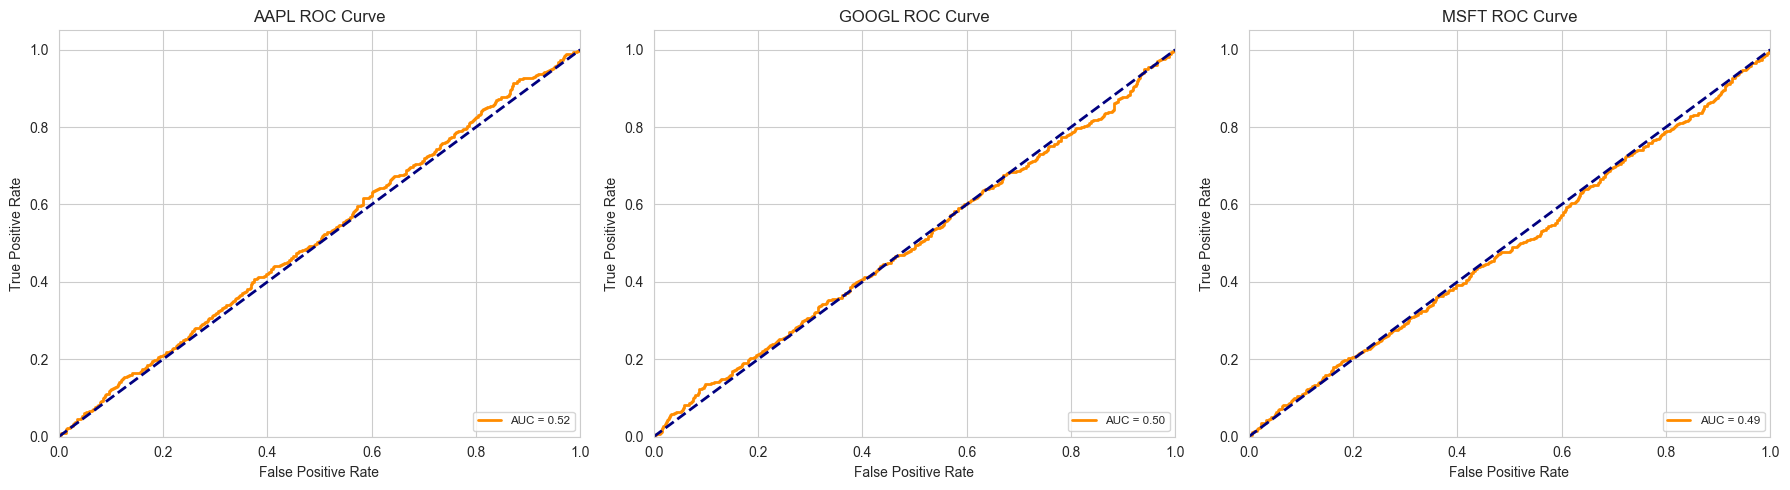 AAPL ROC Curve
1.0
0.8
0.6
0.4
0.2
0.0
True Positive Rate
0.0 0.2 0.4 0.6 0.8 1.0
False Positive Rate
AUC = 0.52
GOOGL ROC Curve
1.0
0.8
0.6
0.4
0.2
0.0
True Positive Rate
0.0 0.2 0.4 0.6 0.8 1.0
False Positive Rate
AUC = 0.50
MSFT ROC Curve
1.0
0.8
0.6
0.4
0.2
0.0
True Positive Rate
0.0 0.2 0.4 0.6 0.8 1.0
False Positive Rate
AUC = 0.49